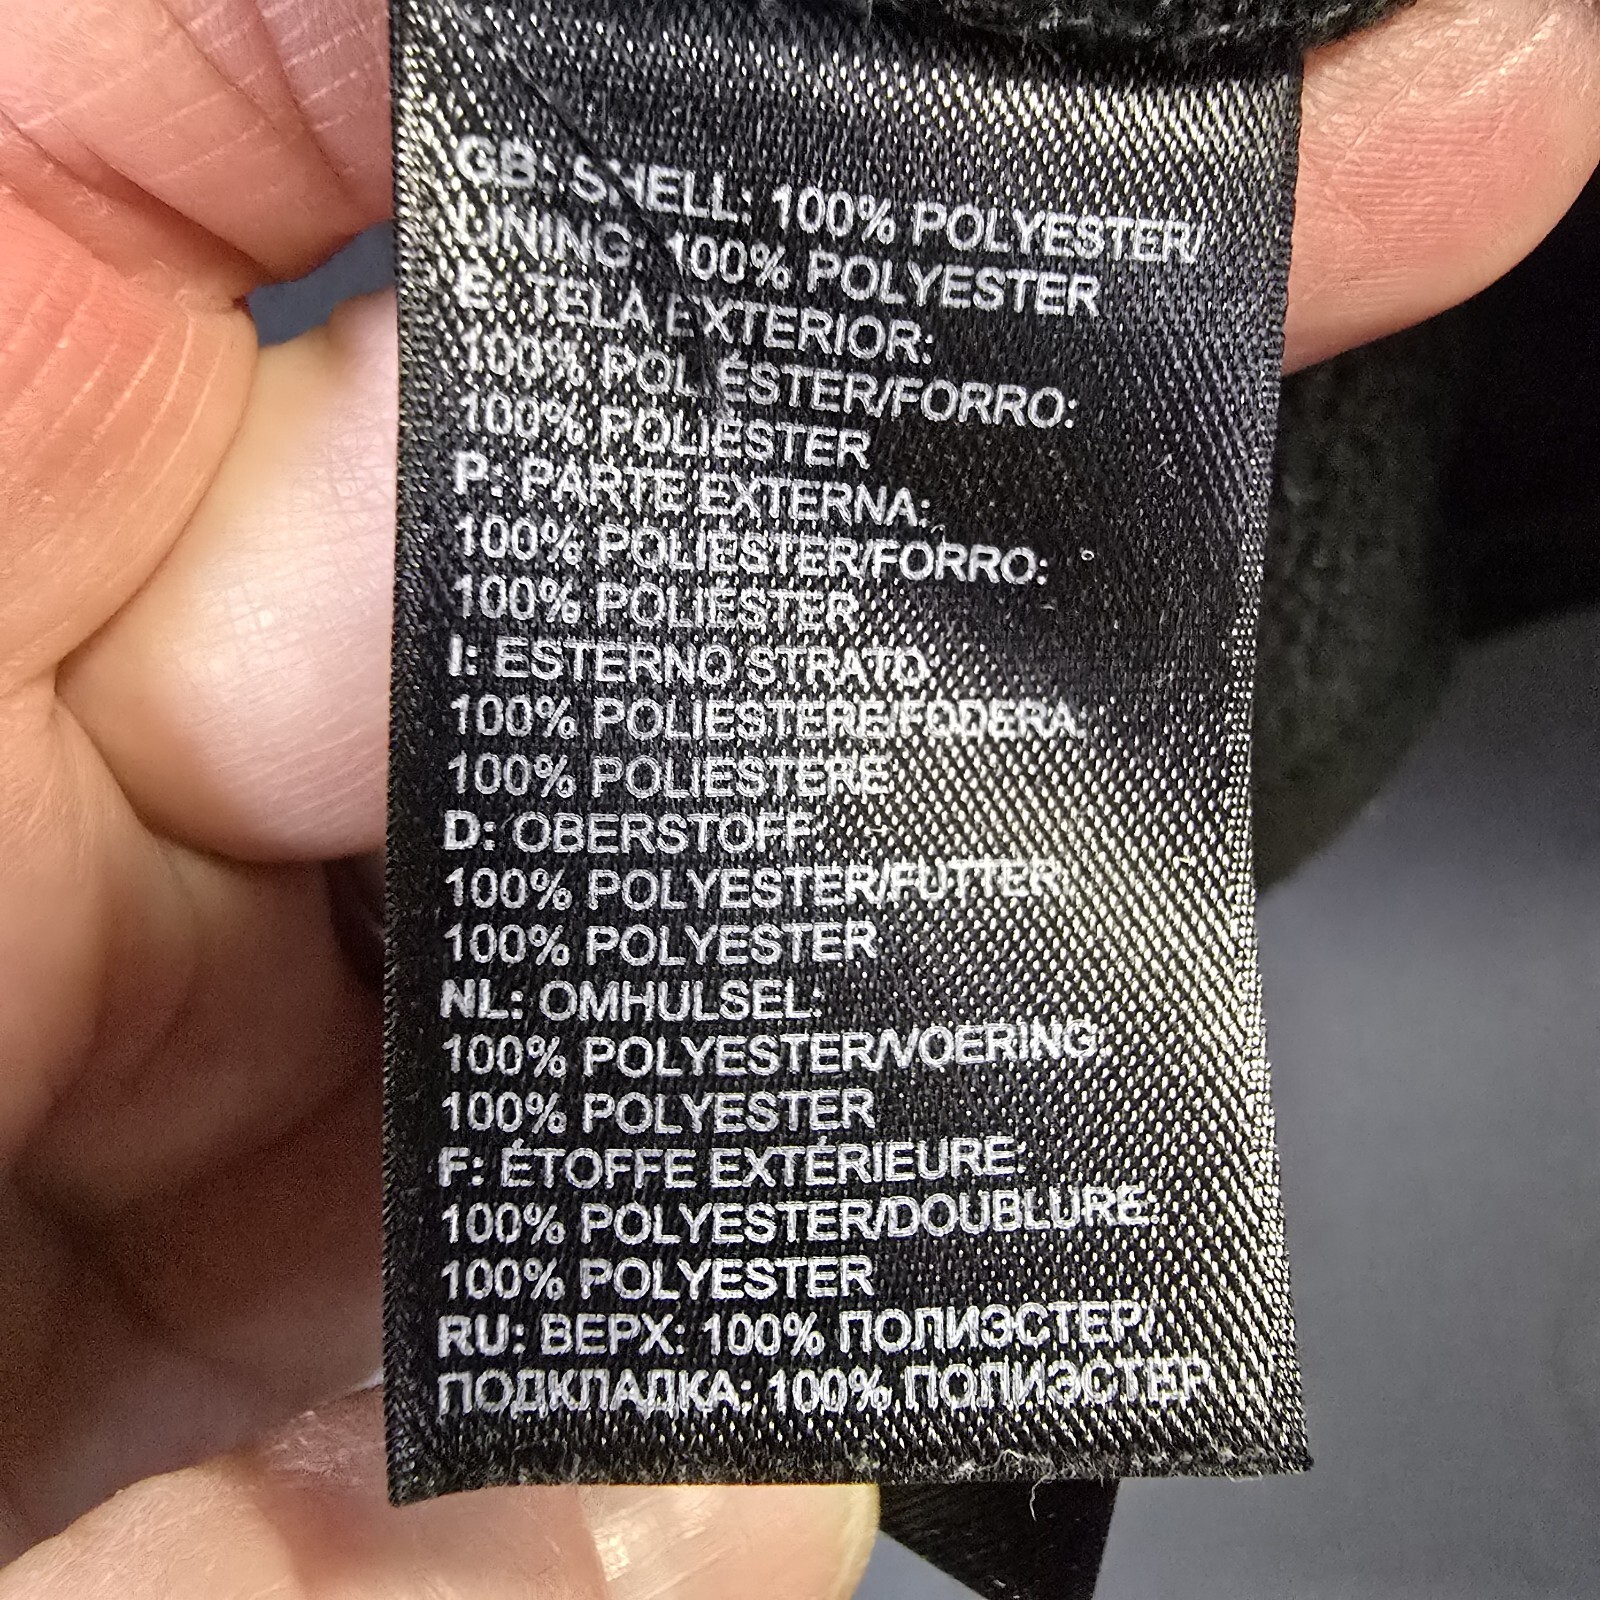 GB: SHELL: 100% POLYESTER/
LINING: 100% POLYESTER
E: TELA EXTERIOR:
100% POLIÉSTER/FORRO:
100% POLIÉSTER
P: PARTE EXTERNA:
100% POLIÉSTER/FORRO:
100% POLIÉSTER
I: ESTERNO STRATO:
100% POLIESTERE/FODERA:
100% POLIESTERE
D: OBERSTOFF:
100% POLYESTER/FUTTER:
100% POLYESTER
NL: OMHULSEL:
100% POLYESTER/VOERING:
100% POLYESTER
F: ÉTOFFE EXTÉRIEURE:
100% POLYESTER/DOUBLURE:
100% POLYESTER
RU: ВЕРХ: 100% ПОЛИЭСТЕР/
ПОДКЛАДКА: 100% ПОЛИЭСТЕР